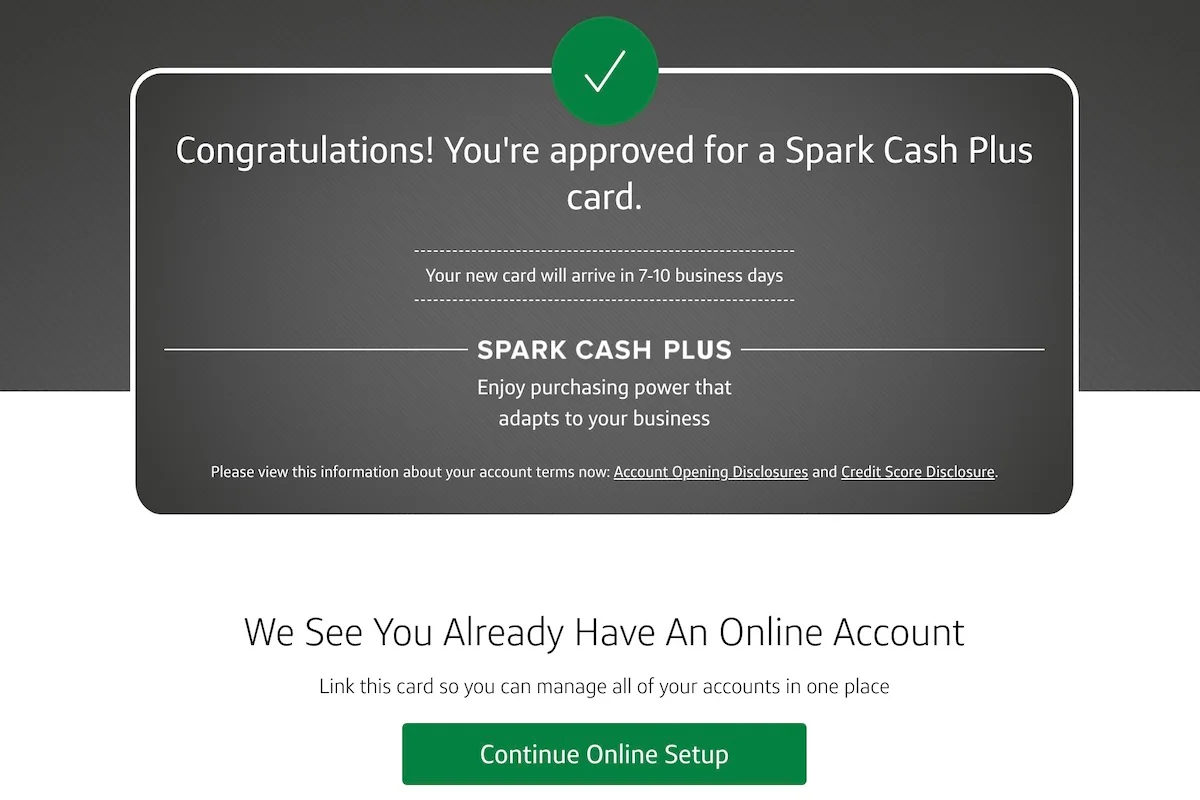 Congratulations! You're approved for a Spark Cash Plus
card.
Your new card will arrive in 7-10 business days
SPARK CASH PLUS
Enjoy purchasing power that
adapts to your business
Please view this information about your account terms now: Account Opening Disclosures and Credit Score Disclosure.
We See You Already Have An Online Account
Link this card so you can manage all of your accounts in one place
Continue Online Setup